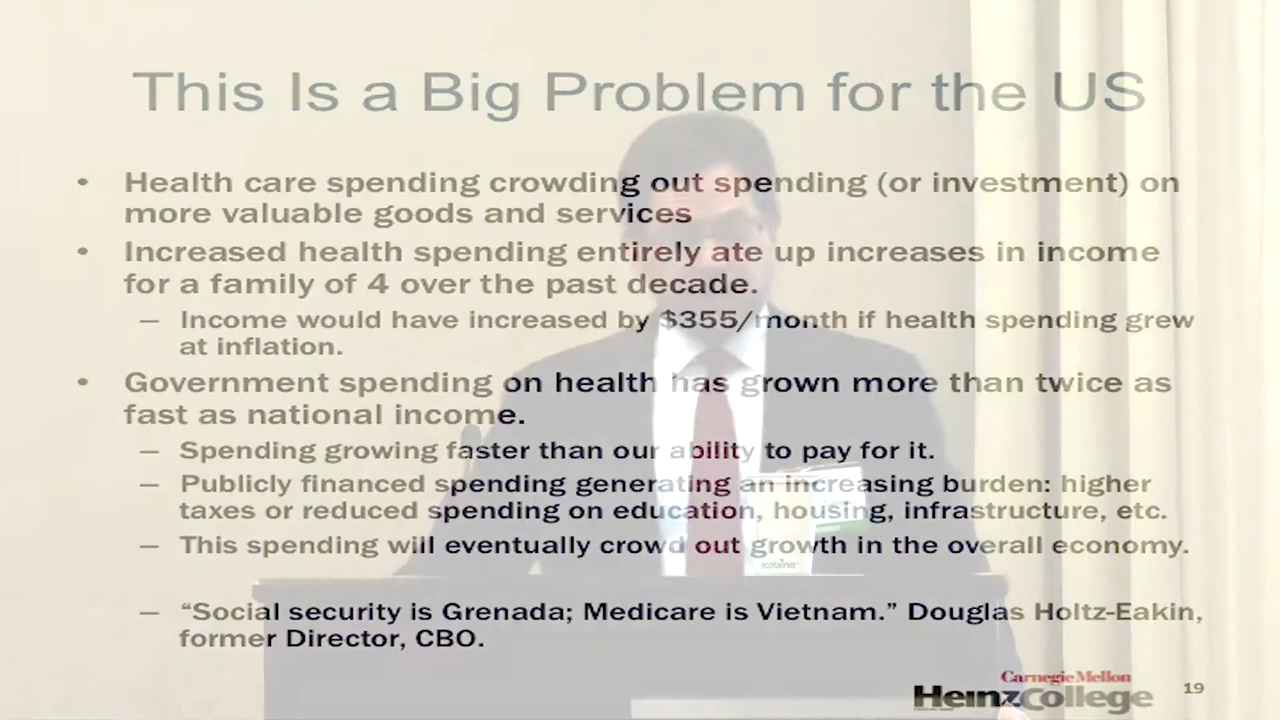 This Is a Big Problem for the US
• Health care spending crowding out spending (or investment) on
more valuable goods and services
• Increased health spending entirely ate up increases in income
for a family of 4 over the past decade.
– Income would have increased by $355/month if health spending grew
at inflation.
• Government spending on health has grown more than twice as
fast as national income.
– Spending growing faster than our ability to pay for it.
– Publicly financed spending generating an increasing burden: higher
taxes or reduced spending on education, housing, infrastructure, etc.
– This spending will eventually crowd out growth in the overall economy.
ecotainer
– “Social security is Grenada; Medicare is Vietnam.” Douglas Holtz-Eakin,
former Director, CBO.
Carnegie Mellon
HeinzCollege
19